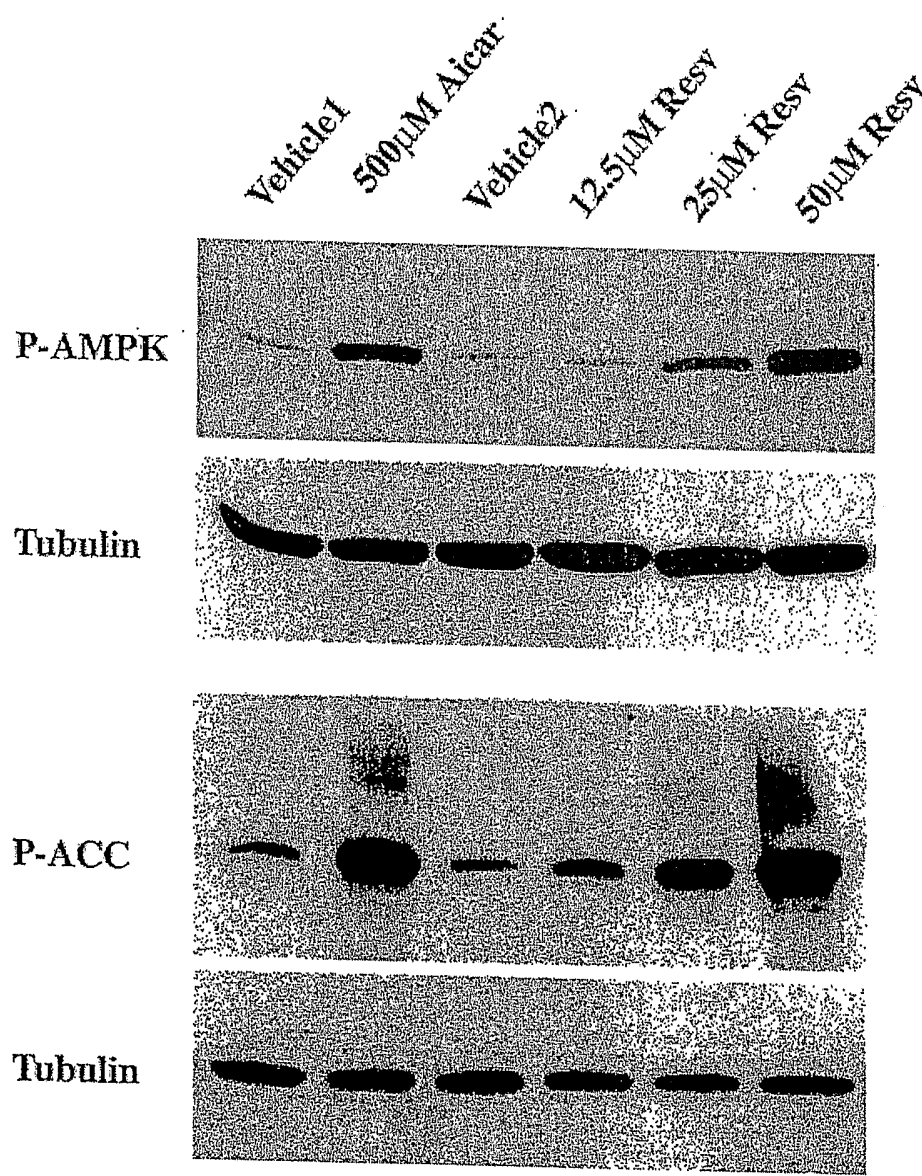 Vehicle1
500µM Aicar
Vehicle2
12.5µM Resv
25µM Resv
50µM Resv
P-AMPK
Tubulin
P-ACC
Tubulin